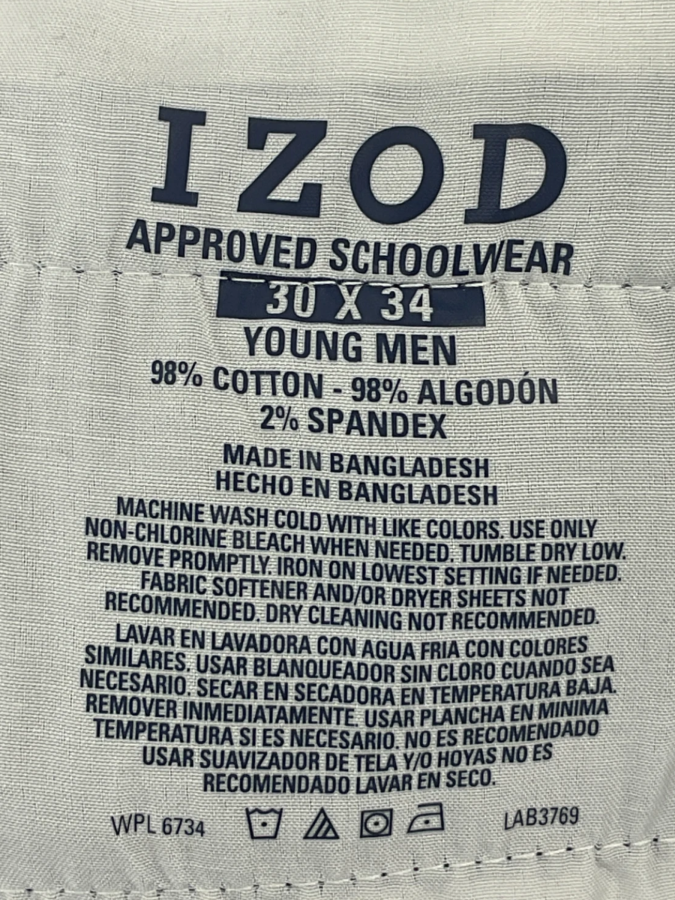 IZOD
APPROVED SCHOOLWEAR
30 X 34
YOUNG MEN
98% COTTON - 98% ALGODÓN
2% SPANDEX
MADE IN BANGLADESH
HECHO EN BANGLADESH
MACHINE WASH COLD WITH LIKE COLORS. USE ONLY
NON-CHLORINE BLEACH WHEN NEEDED. TUMBLE DRY LOW.
REMOVE PROMPTLY. IRON ON LOWEST SETTING IF NEEDED.
FABRIC SOFTENER AND/OR DRYER SHEETS NOT
RECOMMENDED. DRY CLEANING NOT RECOMMENDED.
LAVAR EN LAVADORA CON AGUA FRIA CON COLORES
SIMILARES. USAR BLANQUEADOR SIN CLORO CUANDO SEA
NECESARIO. SECAR EN SECADORA EN TEMPERATURA BAJA.
REMOVER INMEDIATAMENTE. USAR PLANCHA EN MINIMA
TEMPERATURA SI ES NECESARIO. NO ES RECOMENDADO
USAR SUAVIZADOR DE TELA Y/O HOYAS NO ES
RECOMENDADO LAVAR EN SECO.
WPL 6734 LAB3769